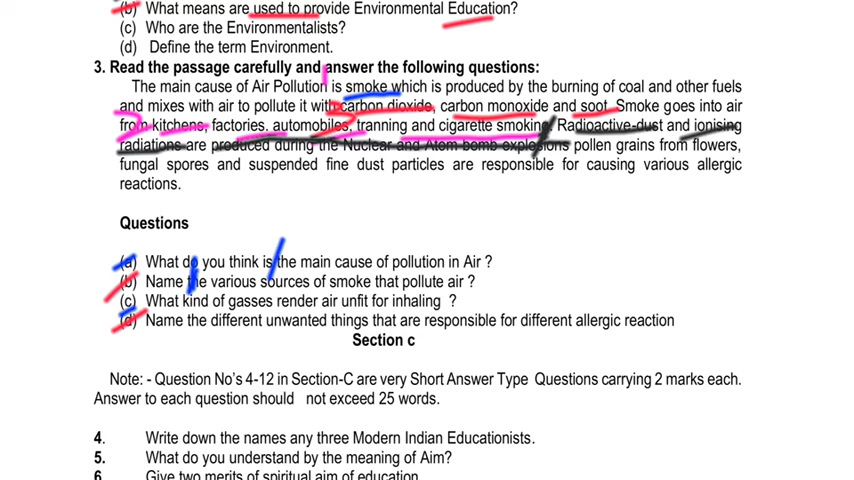 (b) What means are used to provide Environmental Education?
(c) Who are the Environmentalists?
(d) Define the term Environment.
3. Read the passage carefully and answer the following questions:
The main cause of Air Pollution is smoke which is produced by the burning of coal and other fuels
and mixes with air to pollute it with carbon dioxide, carbon monoxide and soot. Smoke goes into air
from kitchens, factories, automobiles, tranning and cigarette smoking. Radioactive-dust and ionising
radiations are produced during the Nuclear and Atom bomb explosions pollen grains from flowers,
fungal spores and suspended fine dust particles are responsible for causing various allergic
reactions.
Questions
(a) What do you think is the main cause of pollution in Air ?
(b) Name the various sources of smoke that pollute air ?
(c) What kind of gasses render air unfit for inhaling ?
(d) Name the different unwanted things that are responsible for different allergic reaction
Section c
Note: - Question No's 4-12 in Section-C are very Short Answer Type Questions carrying 2 marks each.
Answer to each question should not exceed 25 words.
4. Write down the names any three Modern Indian Educationists.
5. What do you understand by the meaning of Aim?
6 Give two merits of spiritual aim of education